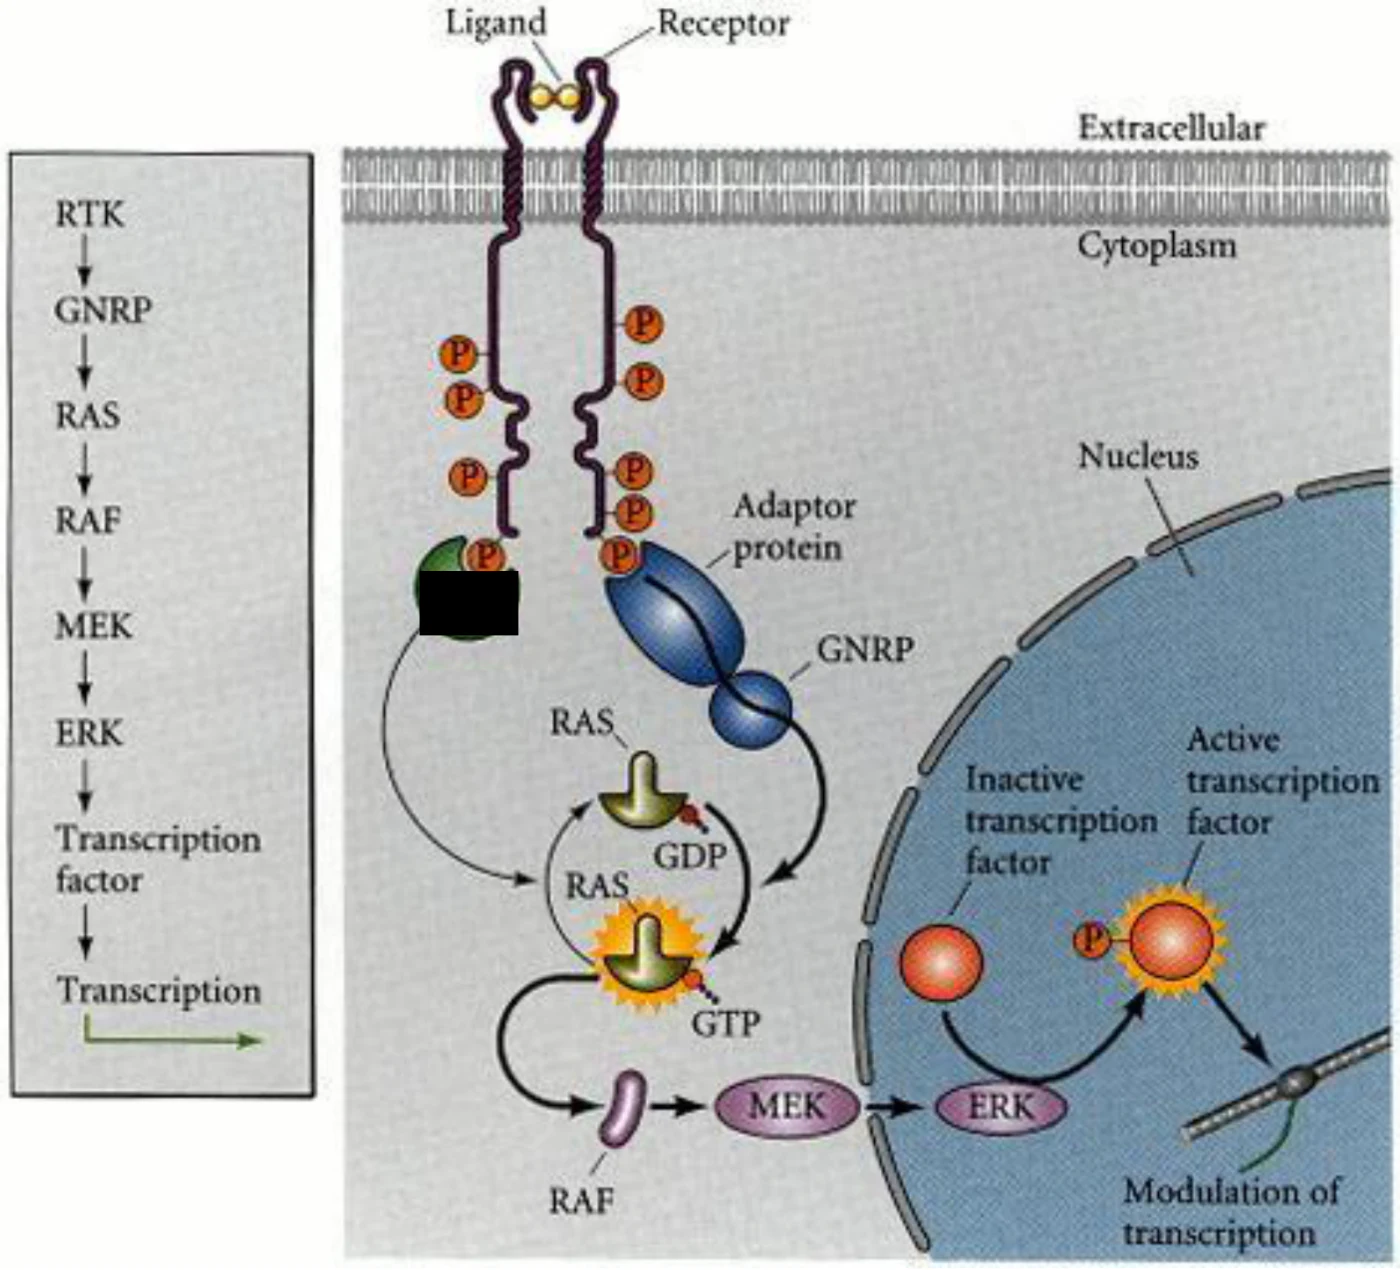 Ligand
Receptor
Extracellular
Cytoplasm
RTK
GNRP
RAS
RAF
MEK
ERK
Transcription
factor
Transcription
P
P
P
P
P
P
P
P
P
Adaptor
protein
GNRP
Nucleus
RAS
GDP
RAS
GTP
RAF
MEK
ERK
Inactive
transcription
factor
Active
transcription
factor
P
Modulation of
transcription